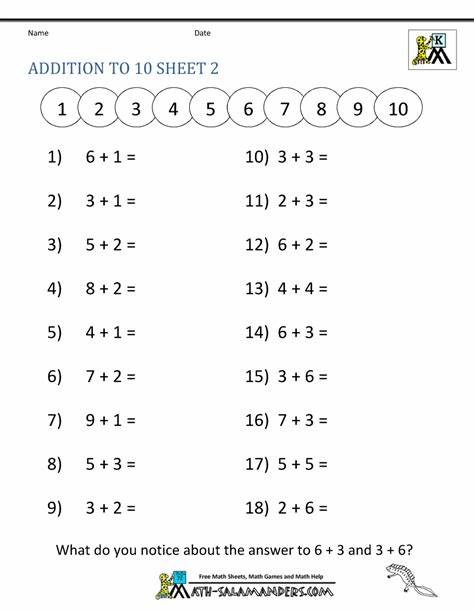 Name Date
K
M
ADDITION TO 10 SHEET 2
1 2 3 4 5 6 7 8 9 10
1) 6 + 1 =
2) 3 + 1 =
3) 5 + 2 =
4) 8 + 2 =
5) 4 + 1 =
6) 7 + 2 =
7) 9 + 1 =
8) 5 + 3 =
9) 3 + 2 =
10) 3 + 3 =
11) 2 + 3 =
12) 6 + 2 =
13) 4 + 4 =
14) 6 + 3 =
15) 3 + 6 =
16) 7 + 3 =
17) 5 + 5 =
18) 2 + 6 =
What do you notice about the answer to 6 + 3 and 3 + 6?
Free Math Sheets, Math Games and Math Help
MATH-SALAMANDERS.COM